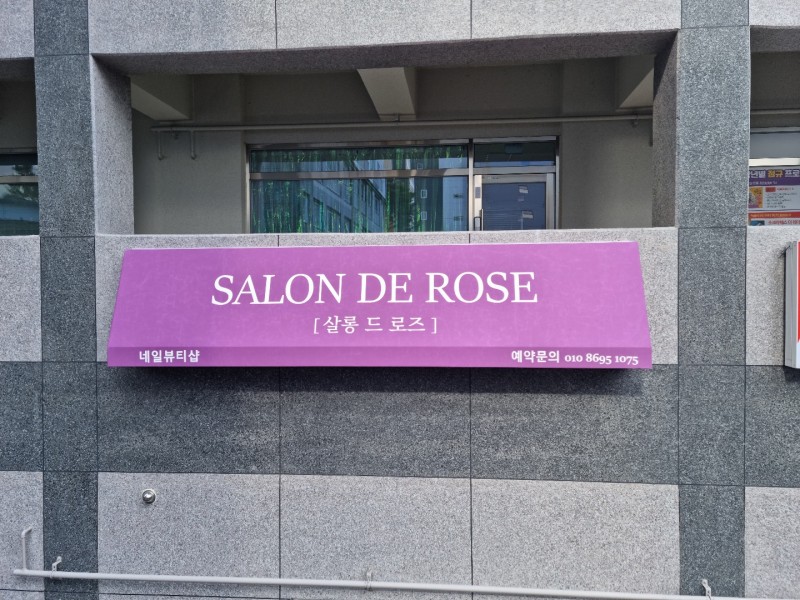 SALON DE ROSE
[ 살롱 드 로즈 ]
네일뷰티샵
예약문의 010 8695 1075